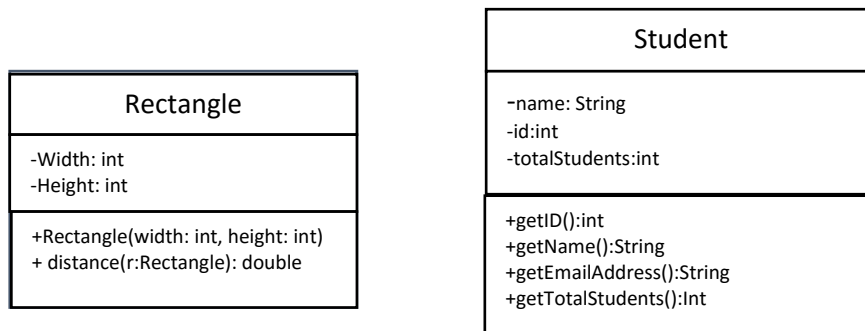 Rectangle
-Width: int
-Height: int
+Rectangle(width: int, height: int)
+ distance(r:Rectangle): double
Student
-name: String
-id:int
-totalStudents:int
+getID():int
+getName():String
+getEmailAddress():String
+getTotalStudents():Int